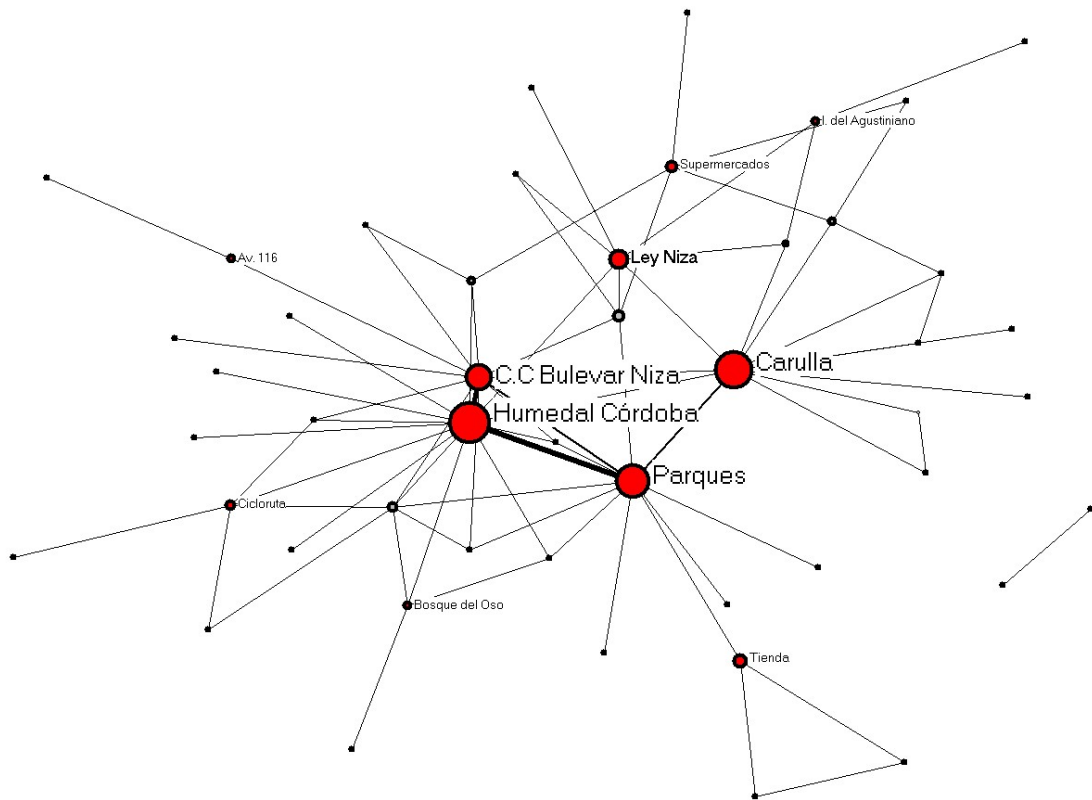 I. del Agustiniano
Supermercados
Av. 116
Ley Niza
Carulla
C.C Bulevar Niza
Humedal Córdoba
Parques
Cicloruta
Bosque del Oso
Tienda